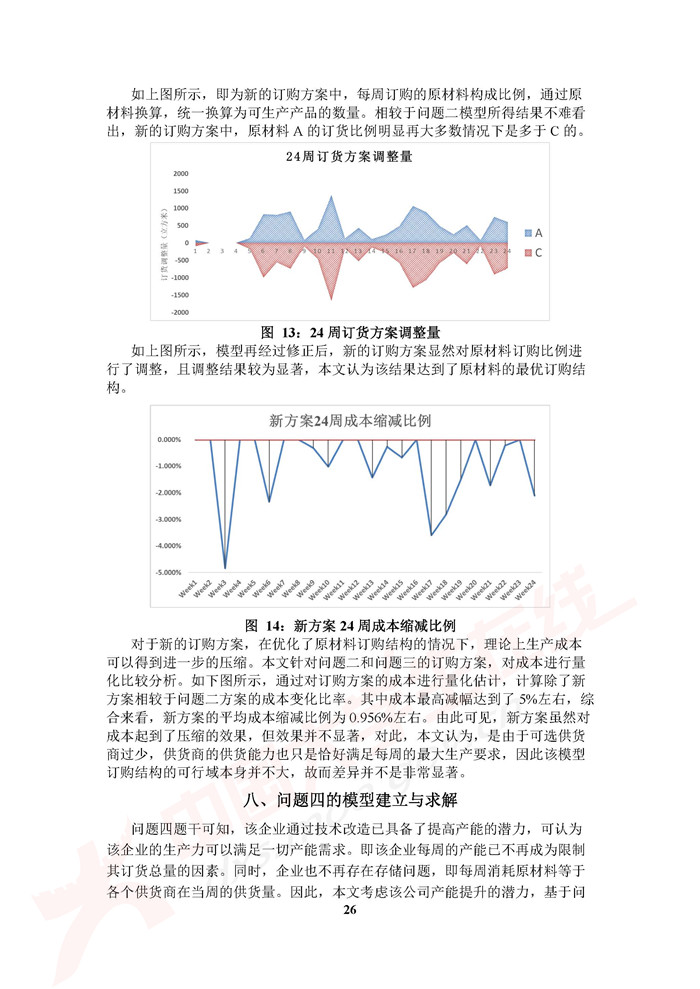 如上图所示，即为新的订购方案中，每周订购的原材料构成比例，通过原
材料换算，统一换算为可生产产品的数量。相较于问题二模型所得结果不难看
出，新的订购方案中，原材料 A 的订货比例明显再大多数情况下是多于 C 的。
24周订货方案调整量
2000
1500
1000
500
0
-500
-1000
-1500
-2000
订货调整量（立方米）
1 2 3 4 5 6 7 8 9 10 11 12 13 14 15 16 17 18 19 20 21 22 23 24
A
C
图 13：24 周订货方案调整量
如上图所示，模型再经过修正后，新的订购方案显然对原材料订购比例进
行了调整，且调整结果较为显著，本文认为该结果达到了原材料的最优订购结
构。
新方案24周成本缩减比例
0.000%
-1.000%
-2.000%
-3.000%
-4.000%
-5.000%
Week1 Week2 Week3 Week4 Week5 Week6 Week7 Week8 Week9 Week10 Week11 Week12 Week13 Week14 Week15 Week16 Week17 Week18 Week19 Week20 Week21 Week22 Week23 Week24
图 14：新方案 24 周成本缩减比例
对于新的订购方案，在优化了原材料订购结构的情况下，理论上生产成本
可以得到进一步的压缩。本文针对问题二和问题三的订购方案，对成本进行量
化比较分析。如下图所示，通过对订购方案的成本进行量化估计，计算除了新
方案相较于问题二方案的成本变化比率。其中成本最高减幅达到了 5%左右，综
合来看，新方案的平均成本缩减比例为 0.956%左右。由此可见，新方案虽然对
成本起到了压缩的效果，但效果并不显著，对此，本文认为，是由于可选供货
商过少，供货商的供货能力也只是恰好满足每周的最大生产要求，因此该模型
订购结构的可行域本身并不大，故而差异并不是非常显著。
八、问题四的模型建立与求解
问题四题干可知，该企业通过技术改造已具备了提高产能的潜力，可认为
该企业的生产力可以满足一切产能需求。即该企业每周的产能已不再成为限制
其订货总量的因素。同时，企业也不再存在存储问题，即每周消耗原材料等于
各个供货商在当周的供货量。因此，本文考虑该公司产能提升的潜力，基于问
26